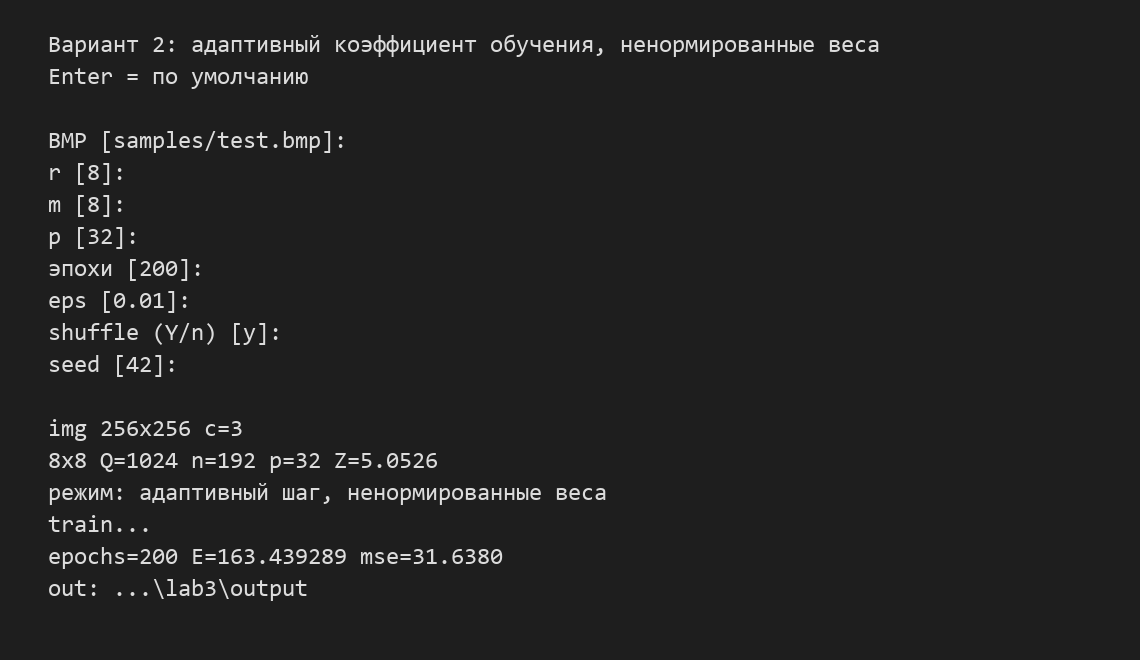 Вариант 2: адаптивный коэффициент обучения, ненормированные веса
Enter = по умолчанию
BMP [samples/test.bmp]:
r [8]:
m [8]:
p [32]:
эпохи [200]:
eps [0.01]:
shuffle (Y/n) [y]:
seed [42]:
img 256x256 c=3
8x8 Q=1024 n=192 p=32 Z=5.0526
режим: адаптивный шаг, ненормированные веса
train...
epochs=200 E=163.439289 mse=31.6380
out: ...\lab3\output